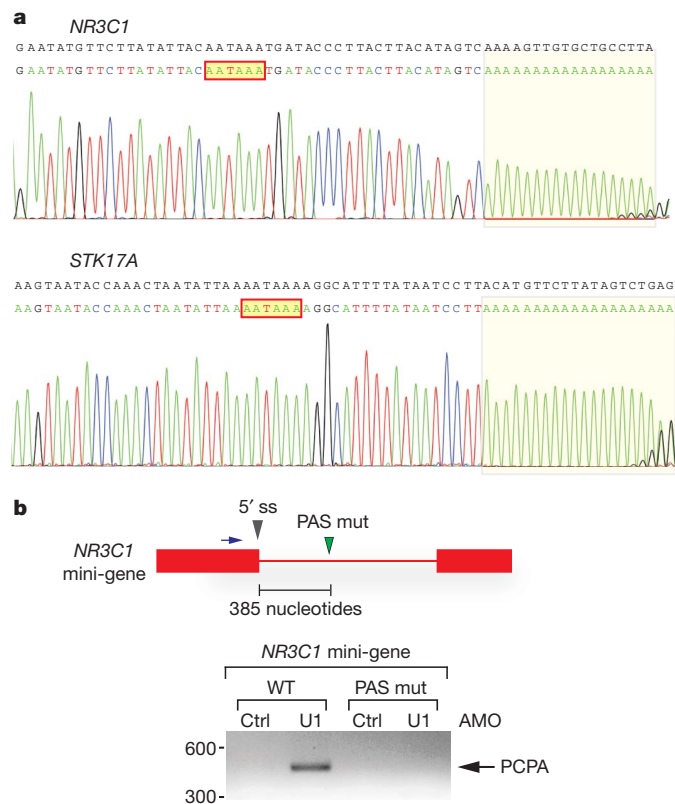 a
NR3C1
GAATATGTTCTTATATTACAATAAATGATACCCTTACTTACATAGTCAAAAGTTGTGCTGCCTTA
GAATATGTTCTTATATTACAATAAATGATACCCTTACTTACATAGTCAAAAAAAAAAAAAAAAAA
STK17A
AAGTAATACCAAACTAATATTAAAATAAAAGGCATTTTATAATCCTTACATGTTCTTATAGTCTGAG
AAGTAATACCAAACTAATATTAAAATAAAAGGCATTTTATAATCCTTAAAAAAAAAAAAAAAAAAAA
b
5′ ss
PAS mut
NR3C1
mini-gene
385 nucleotides
NR3C1 mini-gene
WT PAS mut
Ctrl U1 Ctrl U1 AMO
600
PCPA
300